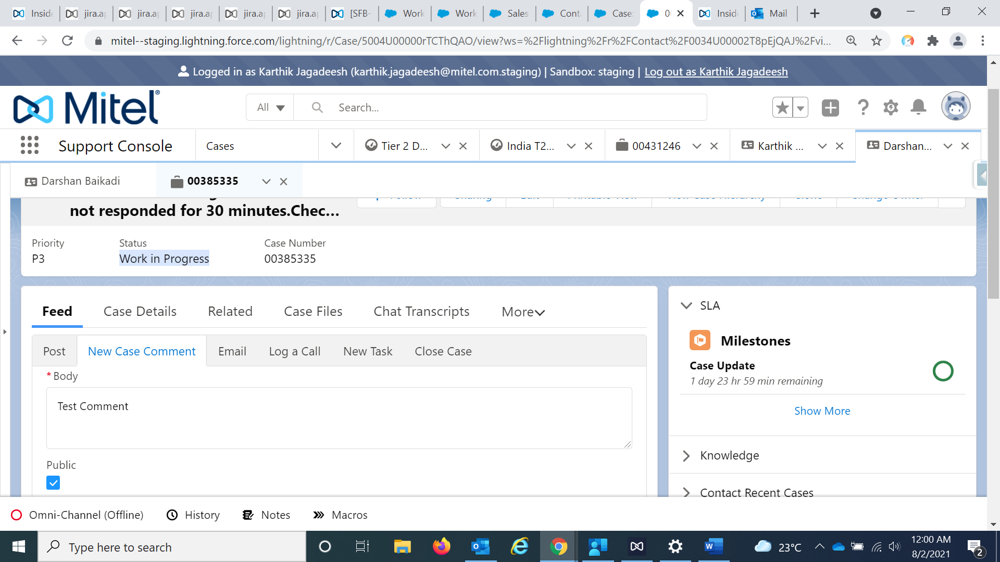 Inside
jira.ap
jira.ap
jira.ap
jira.ap
jira.ap
[SFB-
Work
Work
Sales
Conta
Case:
Inside
Mail
mitel--staging.lightning.force.com/lightning/r/Case/5004U00000rTCThQAO/view?ws=%2Flightning%2Fr%2FContact%2F0034U00002T8pEjQAJ%2Fvi...
Logged in as Karthik Jagadeesh (karthik.jagadeesh@mitel.com.staging) | Sandbox: staging | Log out as Karthik Jagadeesh
Mitel®
All
Search...
Support Console
Cases
Tier 2 D...
India T2...
00431246
Karthik ...
Darshan...
Darshan Baikadi
00385335
not responded for 30 minutes.Chec...
Priority
Status
Case Number
P3
Work in Progress
00385335
Feed
Case Details
Related
Case Files
Chat Transcripts
More
Post
New Case Comment
Email
Log a Call
New Task
Close Case
* Body
Test Comment
Public
SLA
Milestones
Case Update
1 day 23 hr 59 min remaining
Show More
Knowledge
Contact Recent Cases
Omni-Channel (Offline)
History
Notes
Macros
Type here to search
23°C
12:00 AM
8/2/2021
2